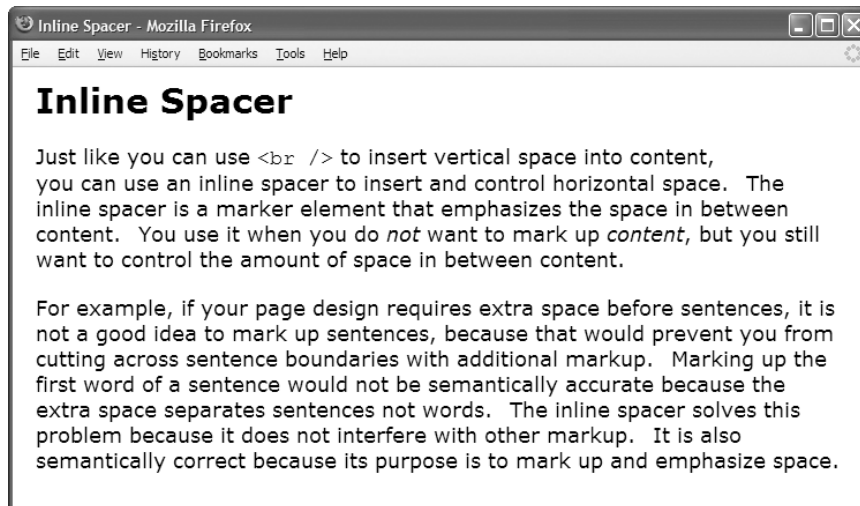 Inline Spacer - Mozilla Firefox
File Edit View History Bookmarks Tools Help
Inline Spacer
Just like you can use <br /> to insert vertical space into content,
you can use an inline spacer to insert and control horizontal space. The
inline spacer is a marker element that emphasizes the space in between
content. You use it when you do not want to mark up content, but you still
want to control the amount of space in between content.
For example, if your page design requires extra space before sentences, it is
not a good idea to mark up sentences, because that would prevent you from
cutting across sentence boundaries with additional markup. Marking up the
first word of a sentence would not be semantically accurate because the
extra space separates sentences not words. The inline spacer solves this
problem because it does not interfere with other markup. It is also
semantically correct because its purpose is to mark up and emphasize space.